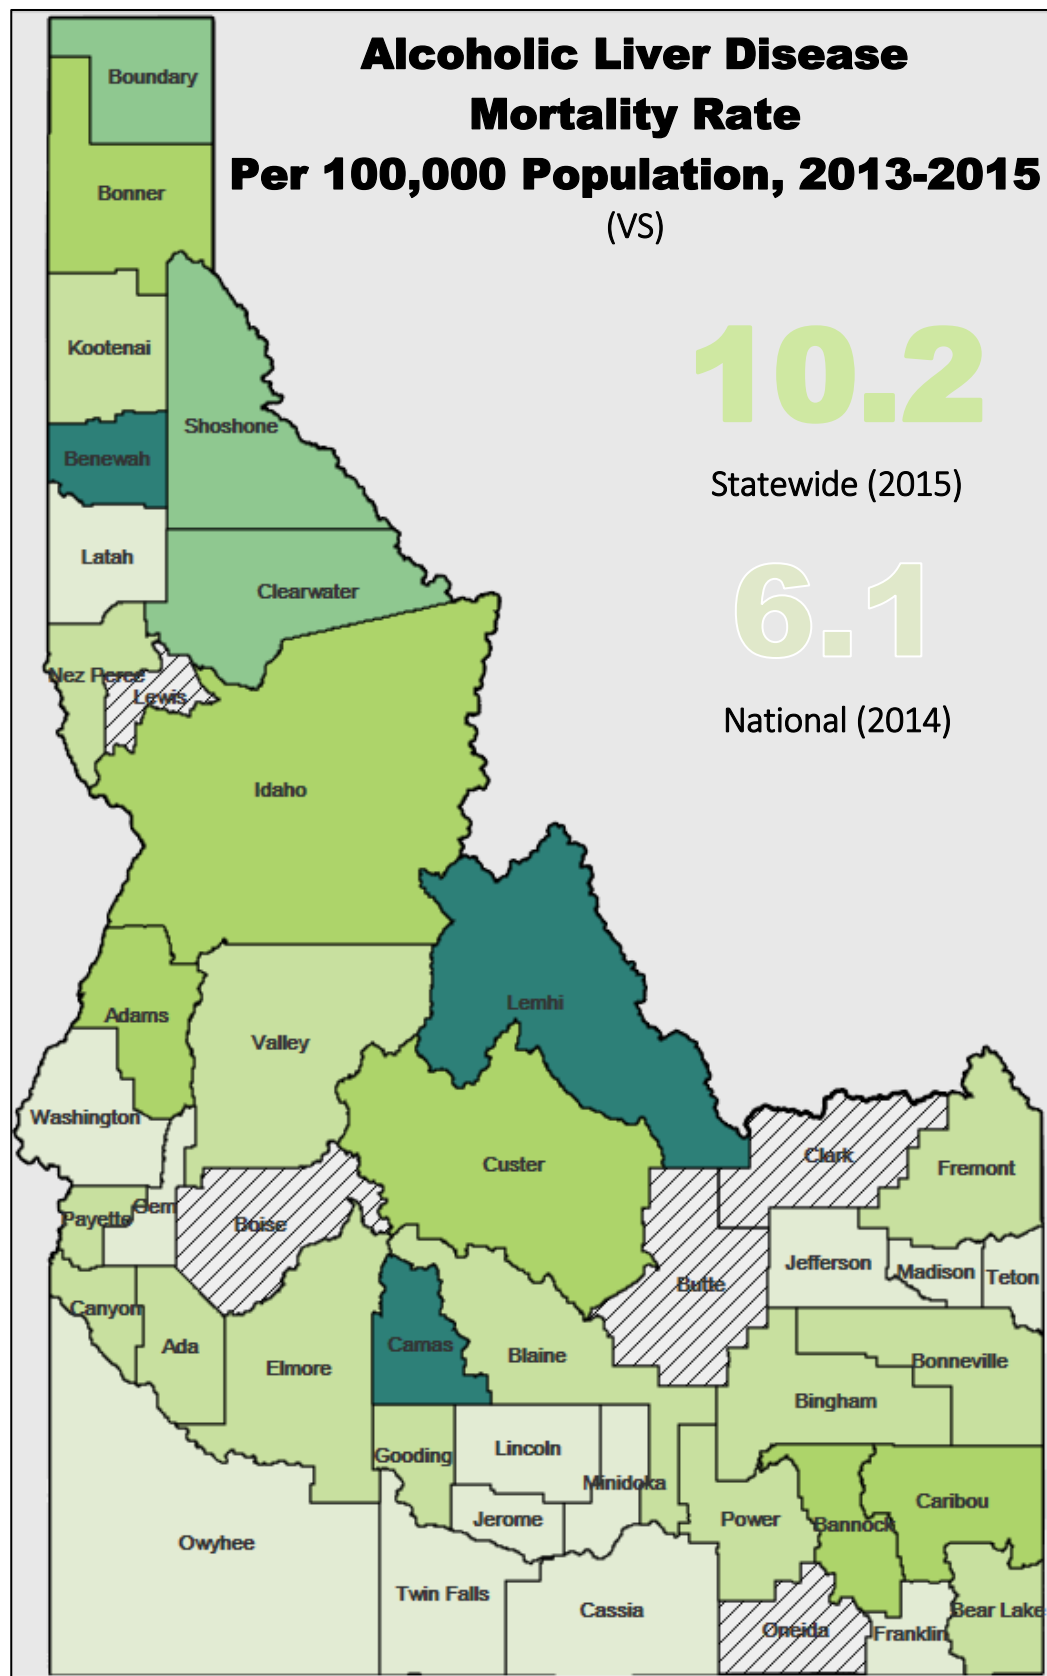 Alcoholic Liver Disease
Mortality Rate
Per 100,000 Population, 2013-2015
(VS)
Boundary
Bonner
Kootenai
10.2
Shoshone
Benewah
Statewide (2015)
Latah
Clearwater
6.1
Nez Perce
Lewis
National (2014)
Idaho
Lemhi
Adams
Valley
Washington
Custer
Clark
Fremont
Payette
Gem
Boise
Butte
Jefferson
Madison
Teton
Canyon
Ada
Elmore
Camas
Blaine
Bonneville
Bingham
Gooding
Lincoln
Minidoka
Jerome
Power
Bannock
Caribou
Owyhee
Twin Falls
Cassia
Oneida
Franklin
Bear Lake